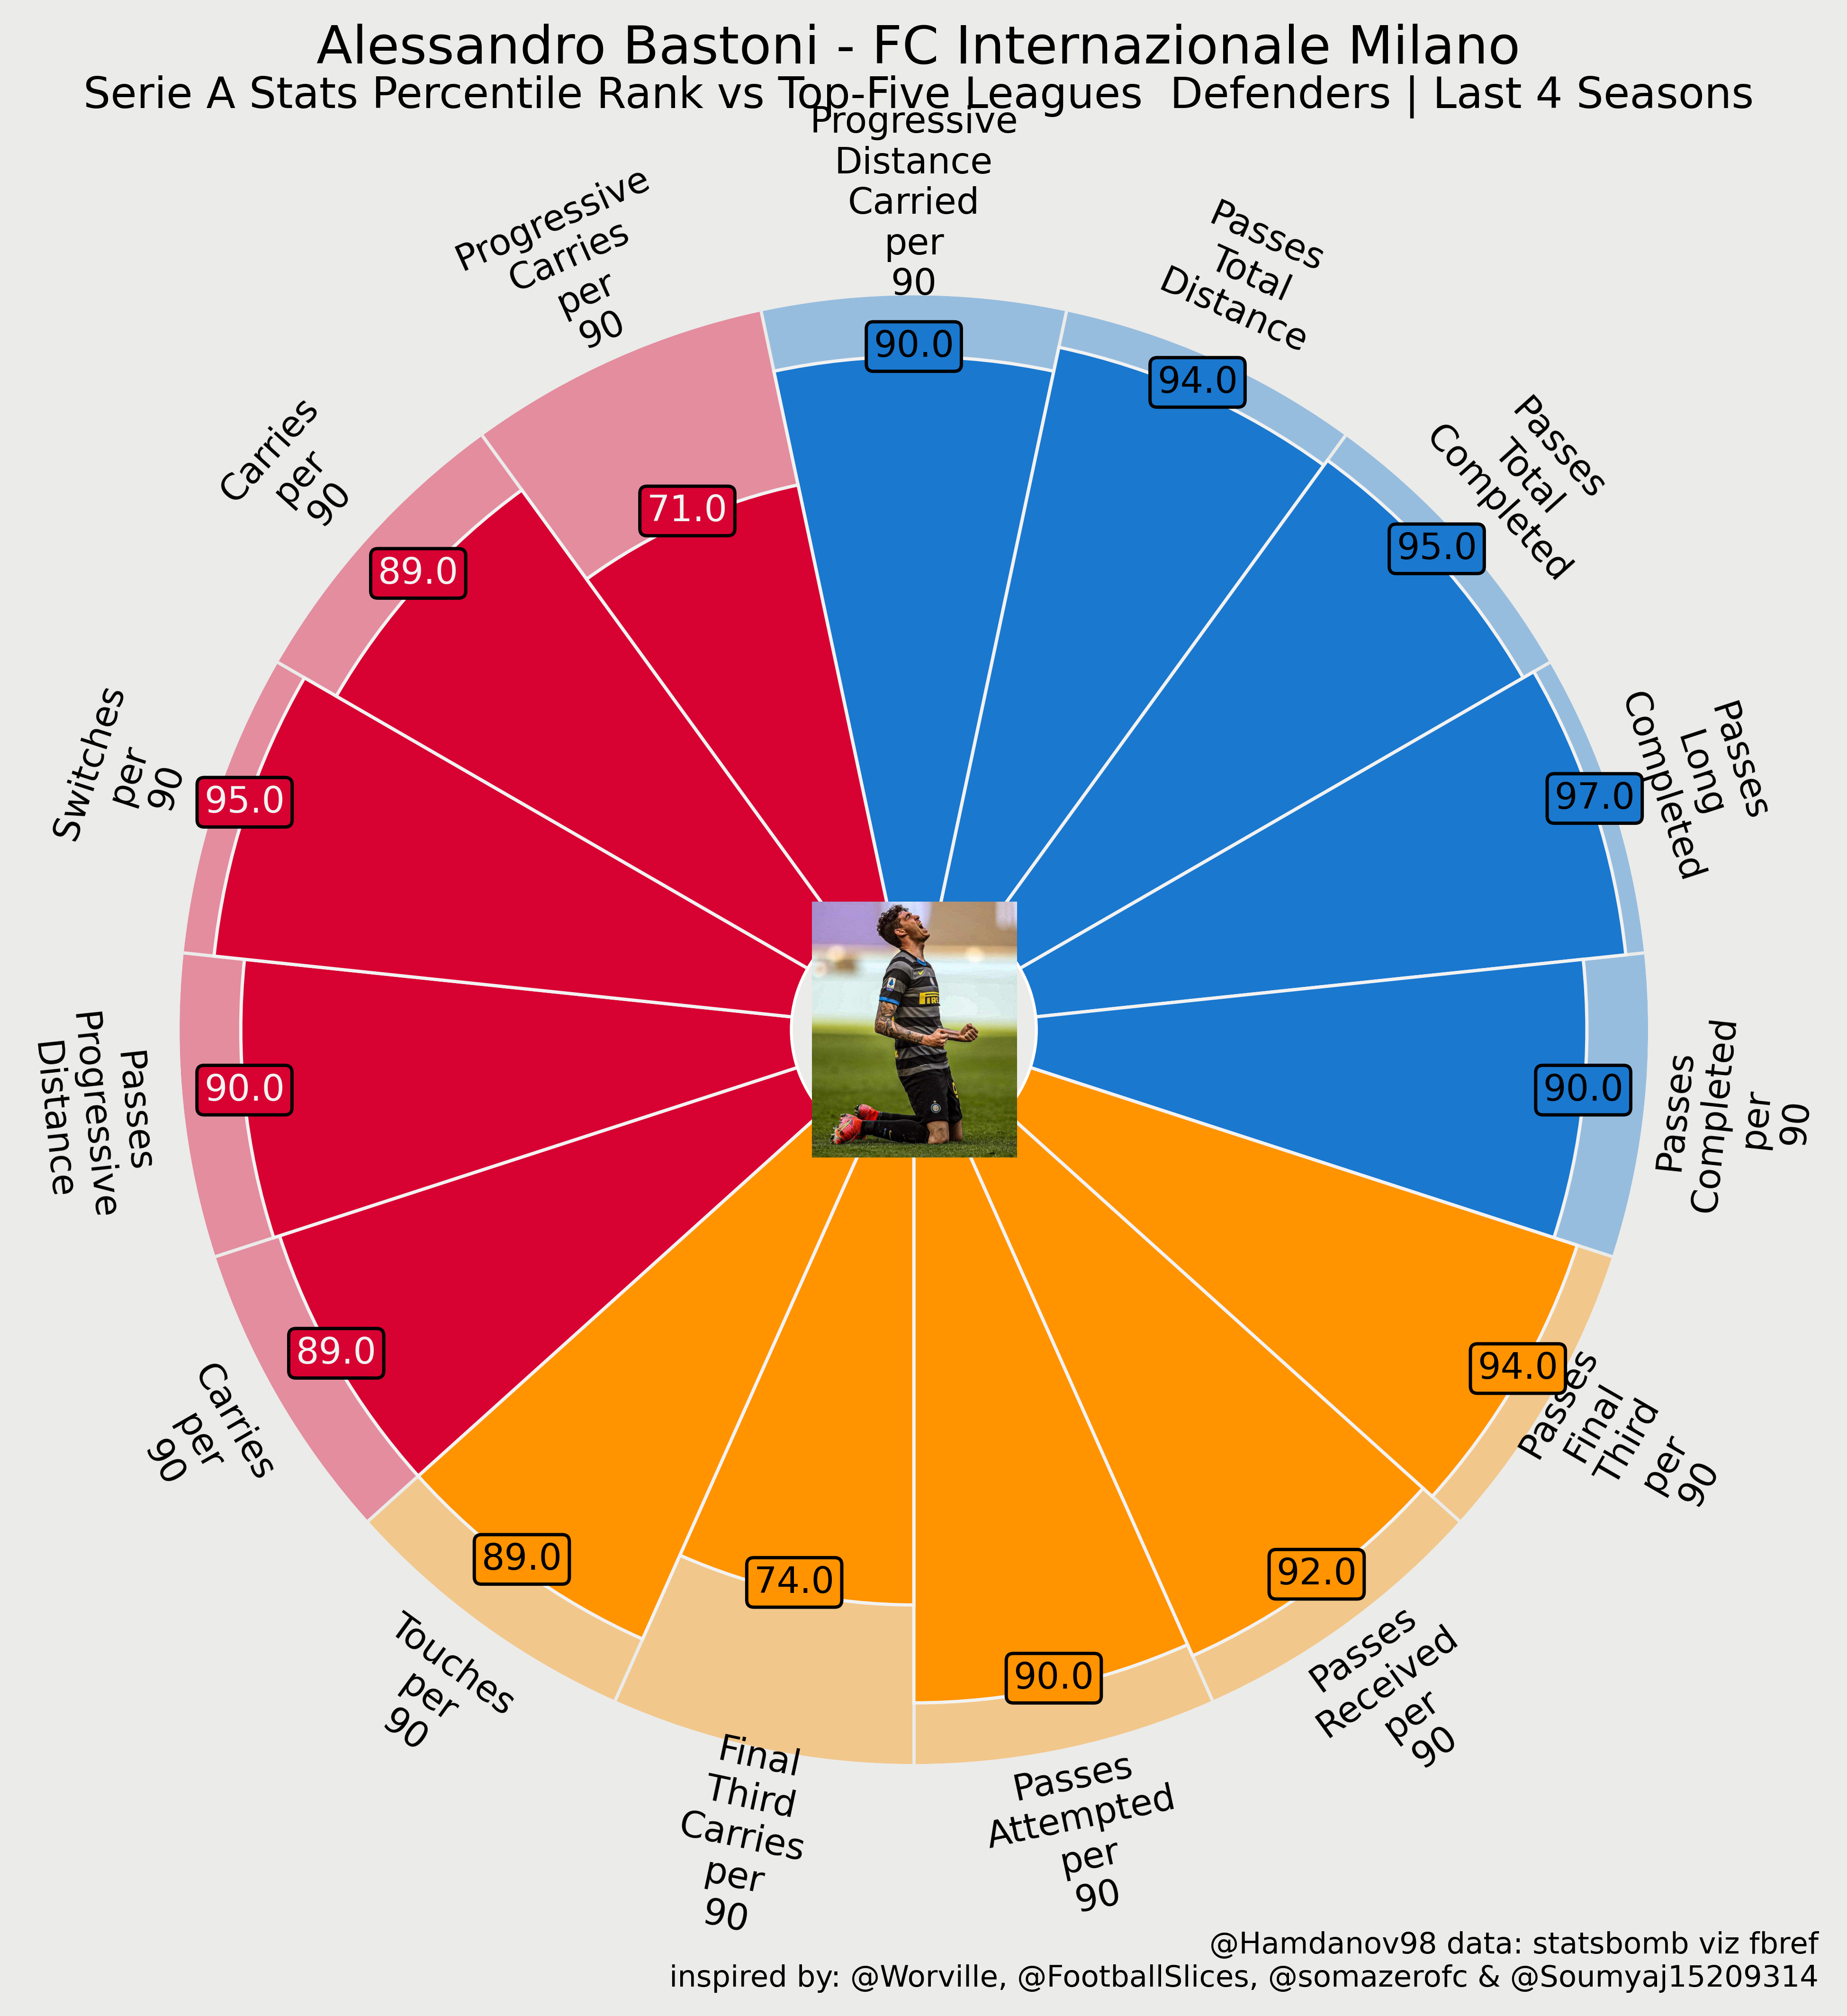 Alessandro Bastoni - FC Internazionale Milano
Serie A Stats Percentile Rank vs Top-Five Leagues  Defenders | Last 4 Seasons
Progressive
Distance
Carried
per
90
90.0
Passes
Total
Distance
94.0
Passes
Total
Completed
95.0
Passes
Long
Completed
97.0
Passes
Completed
per
90
90.0
Passes
Final
Third
per
90
94.0
Passes
Received
per
90
92.0
Passes
Attempted
per
90
90.0
Final
Third
Carries
per
90
74.0
Touches
per
90
89.0
Carries
per
90
89.0
Passes
Progressive
Distance
90.0
Switches
per
90
95.0
Carries
per
90
89.0
Progressive
Carries
per
90
71.0
@Hamdanov98 data: statsbomb viz fbref
inspired by: @Worville, @FootballSlices, @somazerofc & @Soumyaj15209314